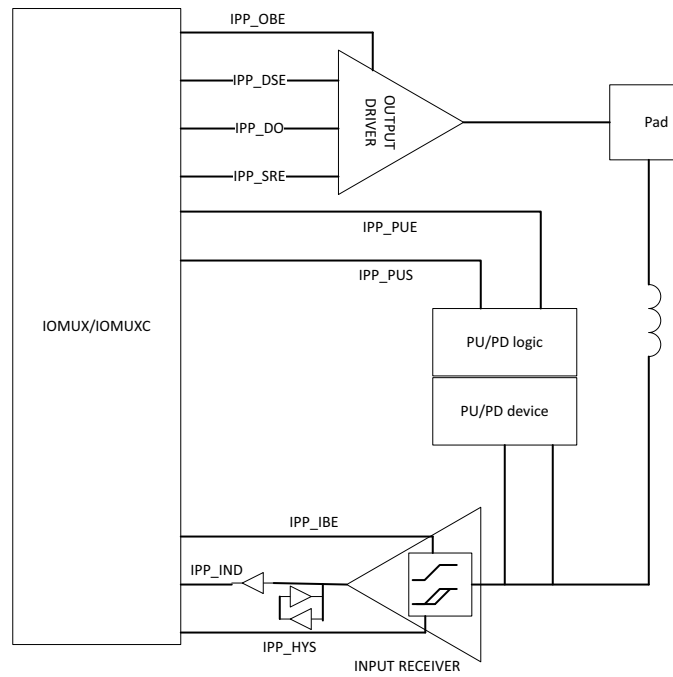 IPP_OBE
IPP_DSE
OUTPUT
DRIVER
Pad
IPP_DO
IPP_SRE
IPP_PUE
IPP_PUS
IOMUX/IOMUXC
PU/PD logic
PU/PD device
IPP_IBE
IPP_IND
IPP_HYS
INPUT RECEIVER